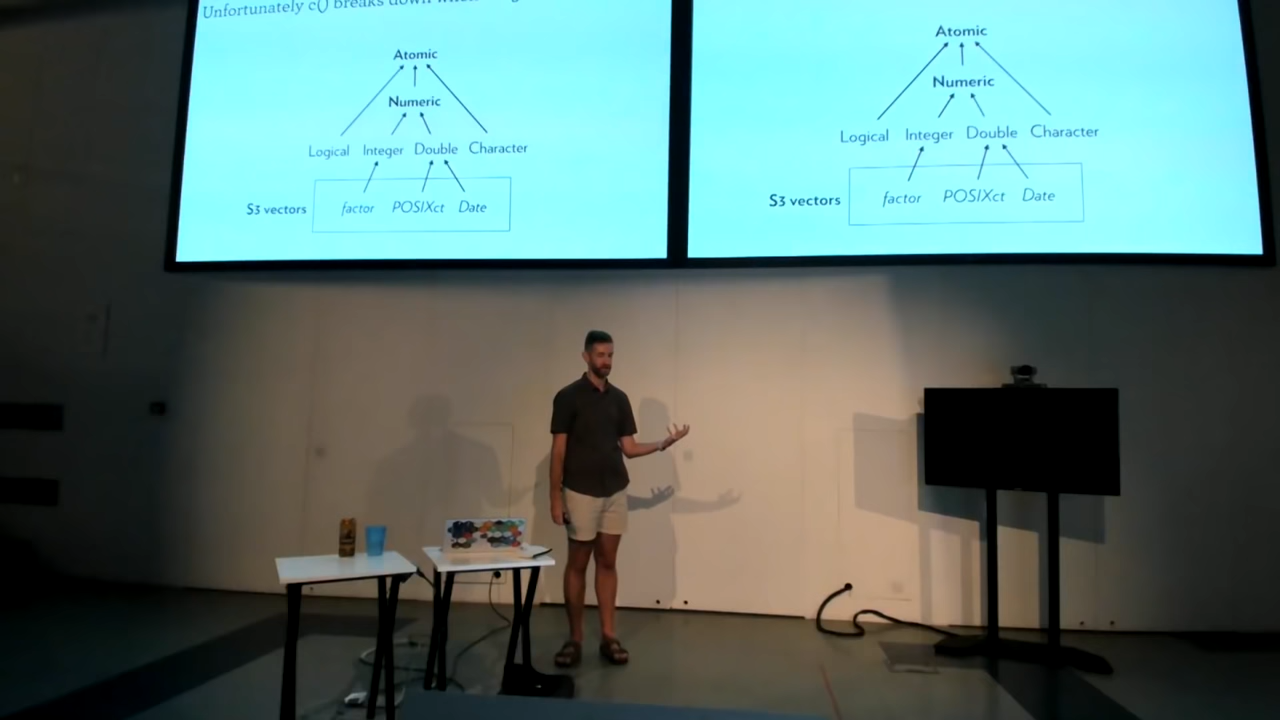 Unfortunately c() breaks down when
Atomic
Numeric
Logical Integer Double Character
S3 vectors factor POSIXct Date
Atomic
Numeric
Logical Integer Double Character
S3 vectors factor POSIXct Date